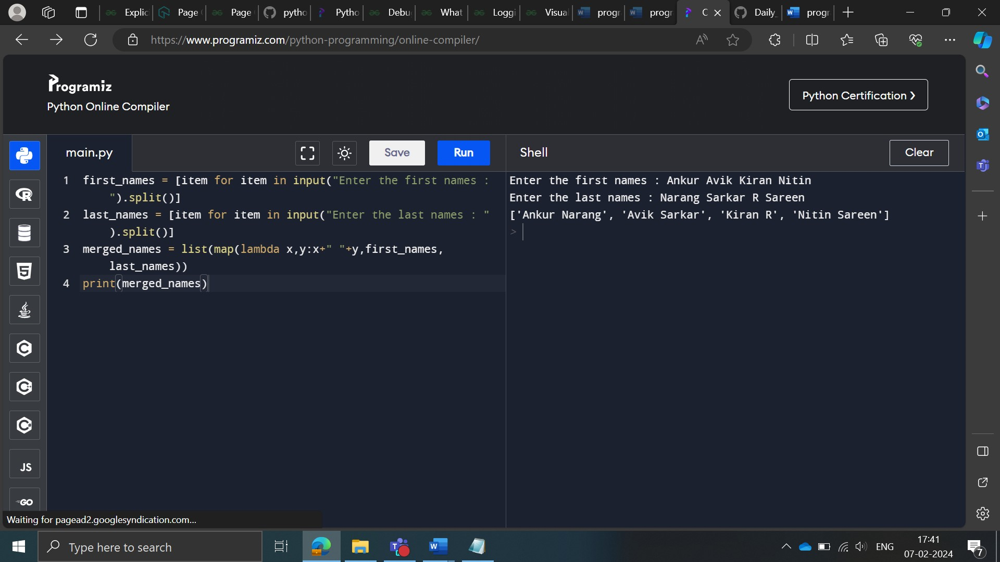 Explic
Page
Page
pytho
Pytho
Debu
What
Loggi
Visua
progr
progr
C
Daily_
progr
https://www.programiz.com/python-programming/online-compiler/
Programiz
Python Online Compiler
Python Certification ❯
main.py
Save
Run
Shell
Clear
1 first_names = [item for item in input("Enter the first names :
").split()]
2 last_names = [item for item in input("Enter the last names : "
).split()]
3 merged_names = list(map(lambda x,y:x+" "+y,first_names,
last_names))
4 print(merged_names)
Enter the first names : Ankur Avik Kiran Nitin
Enter the last names : Narang Sarkar R Sareen
['Ankur Narang', 'Avik Sarkar', 'Kiran R', 'Nitin Sareen']
>
JS
GO
Waiting for pagead2.googlesyndication.com...
Type here to search
ENG
17:41
07-02-2024
7